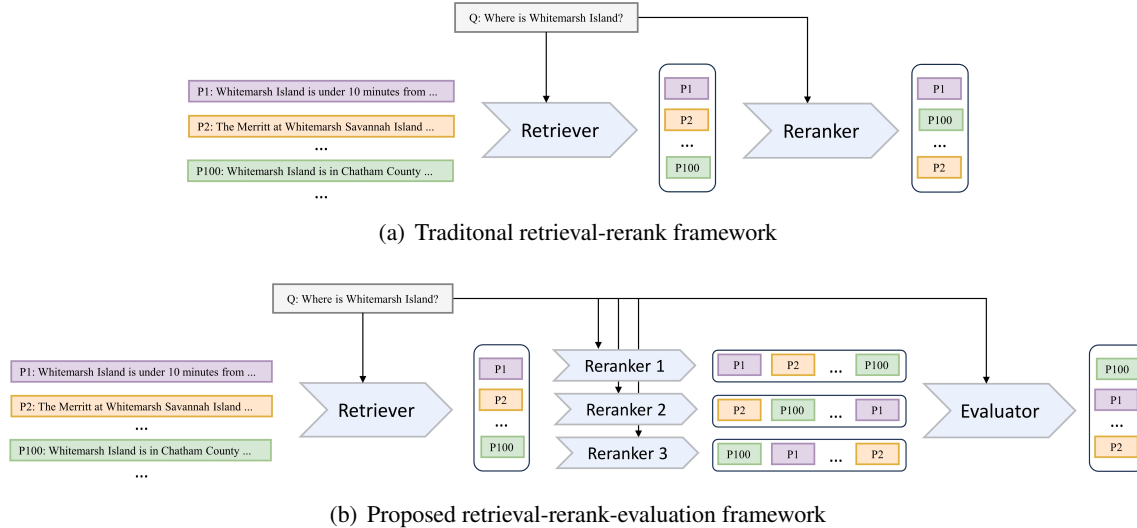 Q: Where is Whitemarsh Island?
P1: Whitemarsh Island is under 10 minutes from ...
P2: The Merritt at Whitemarsh Savannah Island ...
...
P100: Whitemarsh Island is in Chatham County ...
...
Retriever
P1
P2
...
P100
Reranker
P1
P100
...
P2
(a) Traditonal retrieval-rerank framework
Q: Where is Whitemarsh Island?
P1: Whitemarsh Island is under 10 minutes from ...
P2: The Merritt at Whitemarsh Savannah Island ...
...
P100: Whitemarsh Island is in Chatham County ...
...
Retriever
P1
P2
...
P100
Reranker 1
P1 P2 ... P100
Reranker 2
P2 P100 ... P1
Reranker 3
P100 P1 ... P2
Evaluator
P100
P1
...
P2
(b) Proposed retrieval-rerank-evaluation framework